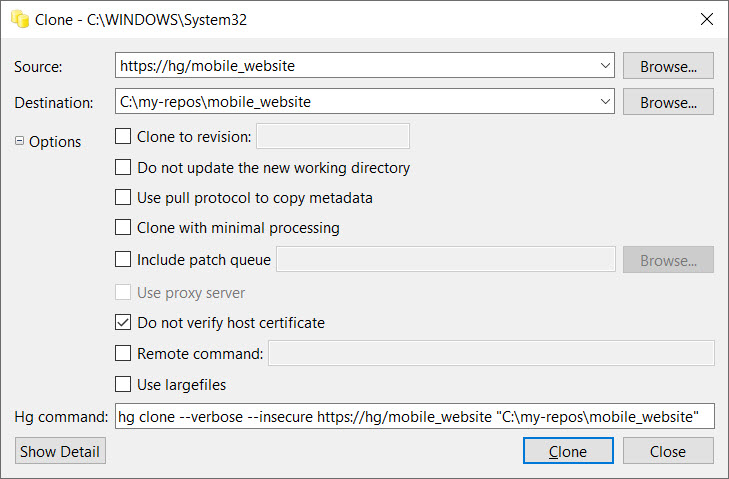 Clone - C:\WINDOWS\System32
Source: https://hg/mobile_website Browse...
Destination: C:\my-repos\mobile_website Browse...
Options Clone to revision:
Do not update the new working directory
Use pull protocol to copy metadata
Clone with minimal processing
Include patch queue Browse...
Use proxy server
Do not verify host certificate
Remote command:
Use largefiles
Hg command: hg clone --verbose --insecure https://hg/mobile_website "C:\my-repos\mobile_website"
Show Detail Clone Close